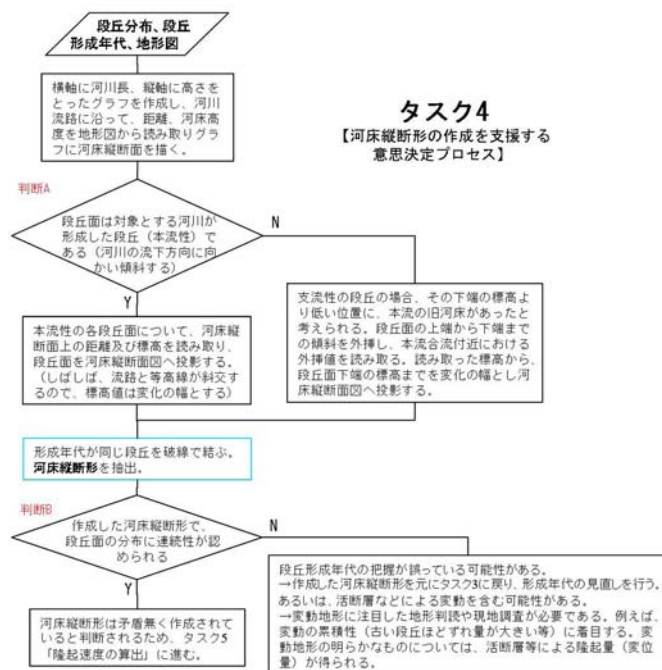 段丘分布、段丘
形成年代、地形図
横軸に河川長、縦軸に高さを
とったグラフを作成し、河川
流路に沿って、距離、河床高
度を地形図から読み取りグラ
フに河床縦断面を描く。
タスク4
【河床縦断形の作成を支援する
意思決定プロセス】
判断A
段丘面は対象とする河川が
形成した段丘（本流性）で
ある（河川の流下方向に向
かい傾斜する）
N
Y
本流性の各段丘面について、河床縦
断面上の距離及び標高を読み取り、
段丘面を河床縦断面図へ投影する。
（しばしば、流路と等高線が斜交す
るので、標高値は変化の幅とする）
支流性の段丘の場合、その下端の標高よ
り低い位置に、本流の旧河床があったと
考えられる。段丘面の上端から下端まで
の傾斜を外挿し、本流合流付近における
外挿値を読み取る。読み取った標高から、
段丘面下端の標高までを変化の幅とし河
床縦断面図へ投影する。
形成年代が同じ段丘を破線で結ぶ。
河床縦断形を抽出。
判断B
作成した河床縦断形で、
段丘面の分布に連続性が認
められる
N
Y
河床縦断形は矛盾無く作成されて
いると判断されるため、タスク5
「隆起速度の算出」に進む。
段丘形成年代の把握が誤っている可能性がある。
→作成した河床縦断形を元にタスク3に戻り、形成年代の見直しを行う。
あるいは、活断層などによる変動を含む可能性がある。
→変動地形に注目した地形判読や現地調査が必要である。例えば、
変動の累積性（古い段丘ほどずれ量が大きい等）に着目する。変
動地形の明らかなものについては、活断層等による隆起量（変位
量）が得られる。